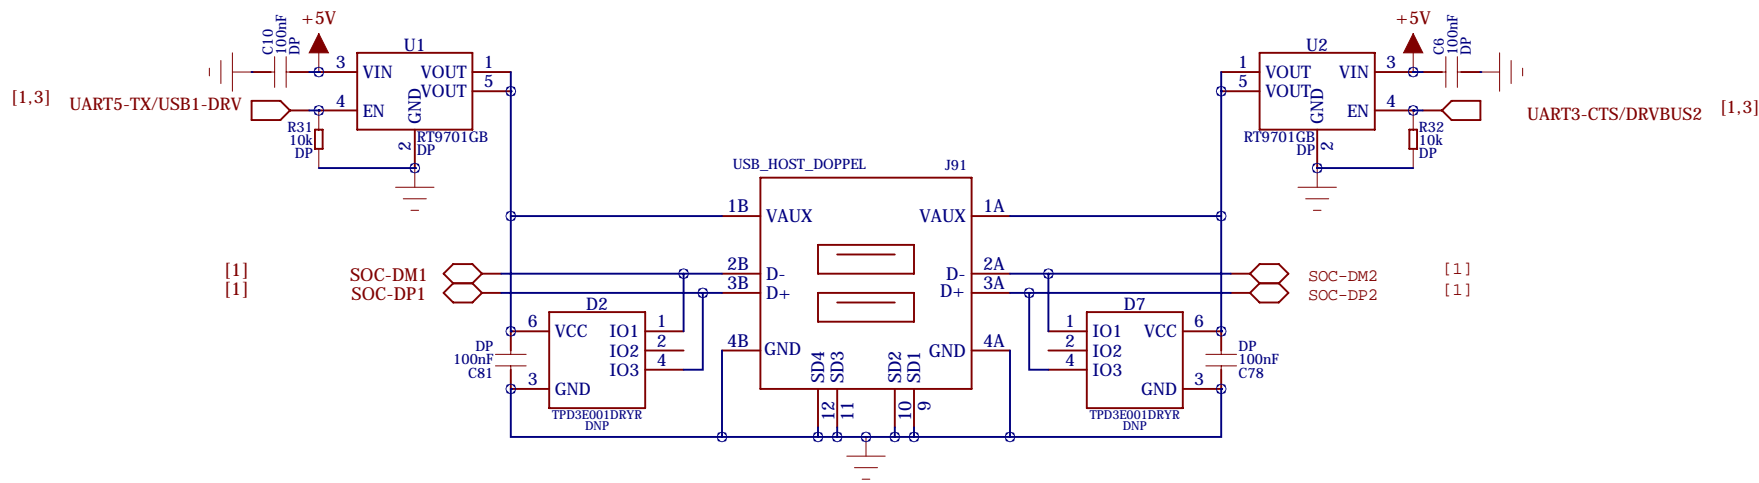 +5V
C10
100nF
DP
U1
3
VIN
VOUT
1
VOUT
5
[1,3]
UART5-TX/USB1-DRV
4
EN
GND
R31
10k
DP
2
RT9701GB
DP
+5V
C6
100nF
DP
U2
1
VOUT
VIN
3
5
VOUT
GND
EN
4
UART3-CTS/DRVBUS2
[1,3]
RT9701GB
DP
2
R32
10k
DP
USB_HOST_DOPPEL
J91
1B
VAUX
VAUX
1A
[1]
SOC-DM1
2B
D-
D-
2A
SOC-DM2
[1]
[1]
SOC-DP1
3B
D+
D+
3A
SOC-DP2
[1]
D2
6
VCC
IO1
1
IO2
2
IO3
4
3
GND
TPD3E001DRYR
DNP
DP
100nF
C81
4B
GND
GND
4A
SD4
SD3
SD2
SD1
12
11
10
9
D7
1
IO1
VCC
6
2
IO2
4
IO3
GND
3
TPD3E001DRYR
DNP
DP
100nF
C78